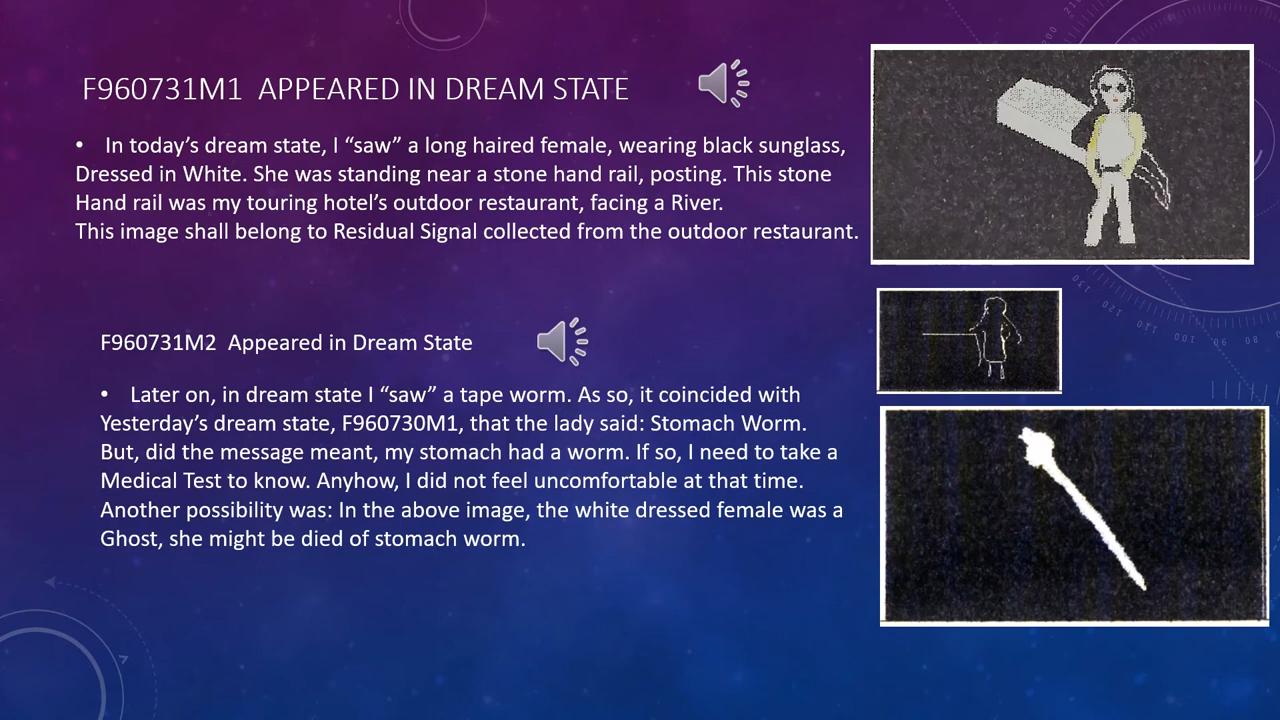 F960731M1 APPEARED IN DREAM STATE
• In today's dream state, I "saw" a long haired female, wearing black sunglass,
Dressed in White. She was standing near a stone hand rail, posting. This stone
Hand rail was my touring hotel's outdoor restaurant, facing a River.
This image shall belong to Residual Signal collected from the outdoor restaurant.
F960731M2 Appeared in Dream State
• Later on, in dream state I "saw" a tape worm. As so, it coincided with
Yesterday's dream state, F960730M1, that the lady said: Stomach Worm.
But, did the message meant, my stomach had a worm. If so, I need to take a
Medical Test to know. Anyhow, I did not feel uncomfortable at that time.
Another possibility was: In the above image, the white dressed female was a
Ghost, she might be died of stomach worm.